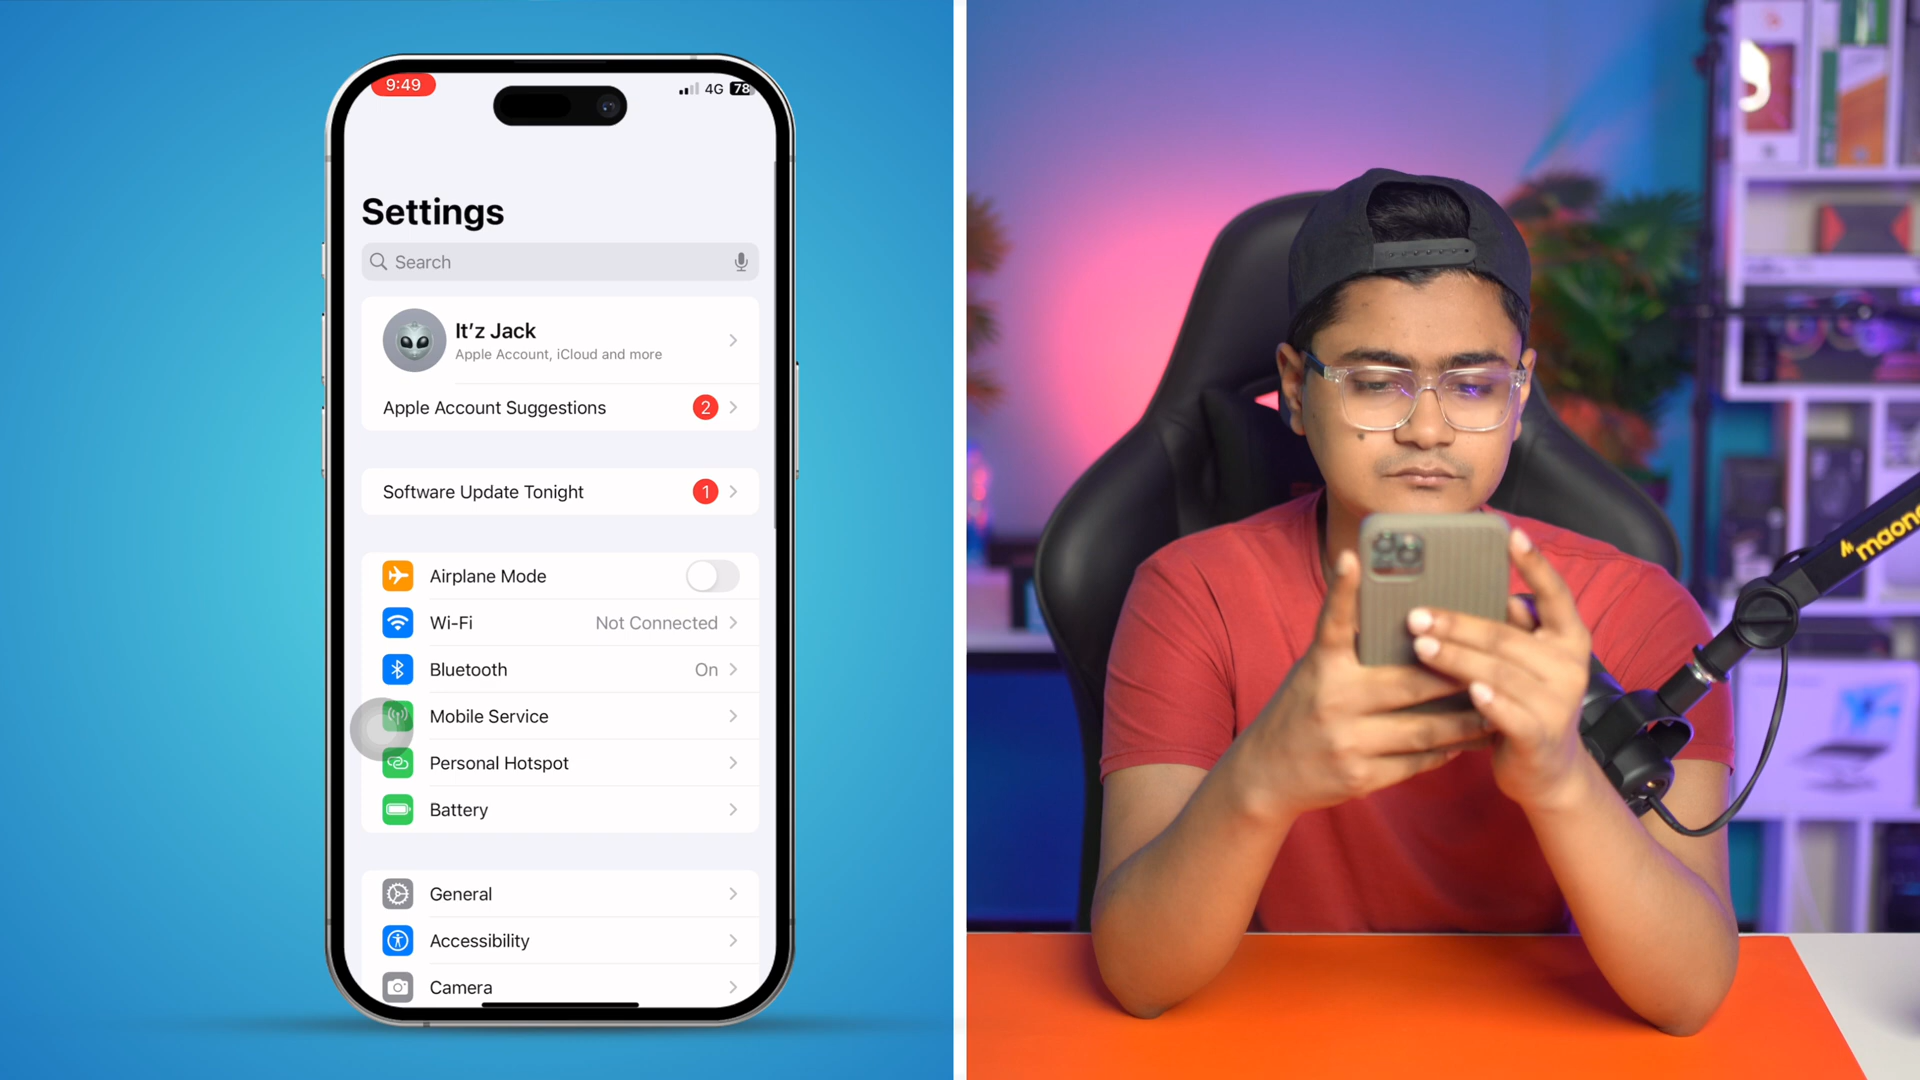 9:49
4G 78
Settings
Search
It'z Jack
Apple Account, iCloud and more
Apple Account Suggestions 2
Software Update Tonight 1
Airplane Mode
Wi-Fi Not Connected
Bluetooth On
Mobile Service
Personal Hotspot
Battery
General
Accessibility
Camera
maono